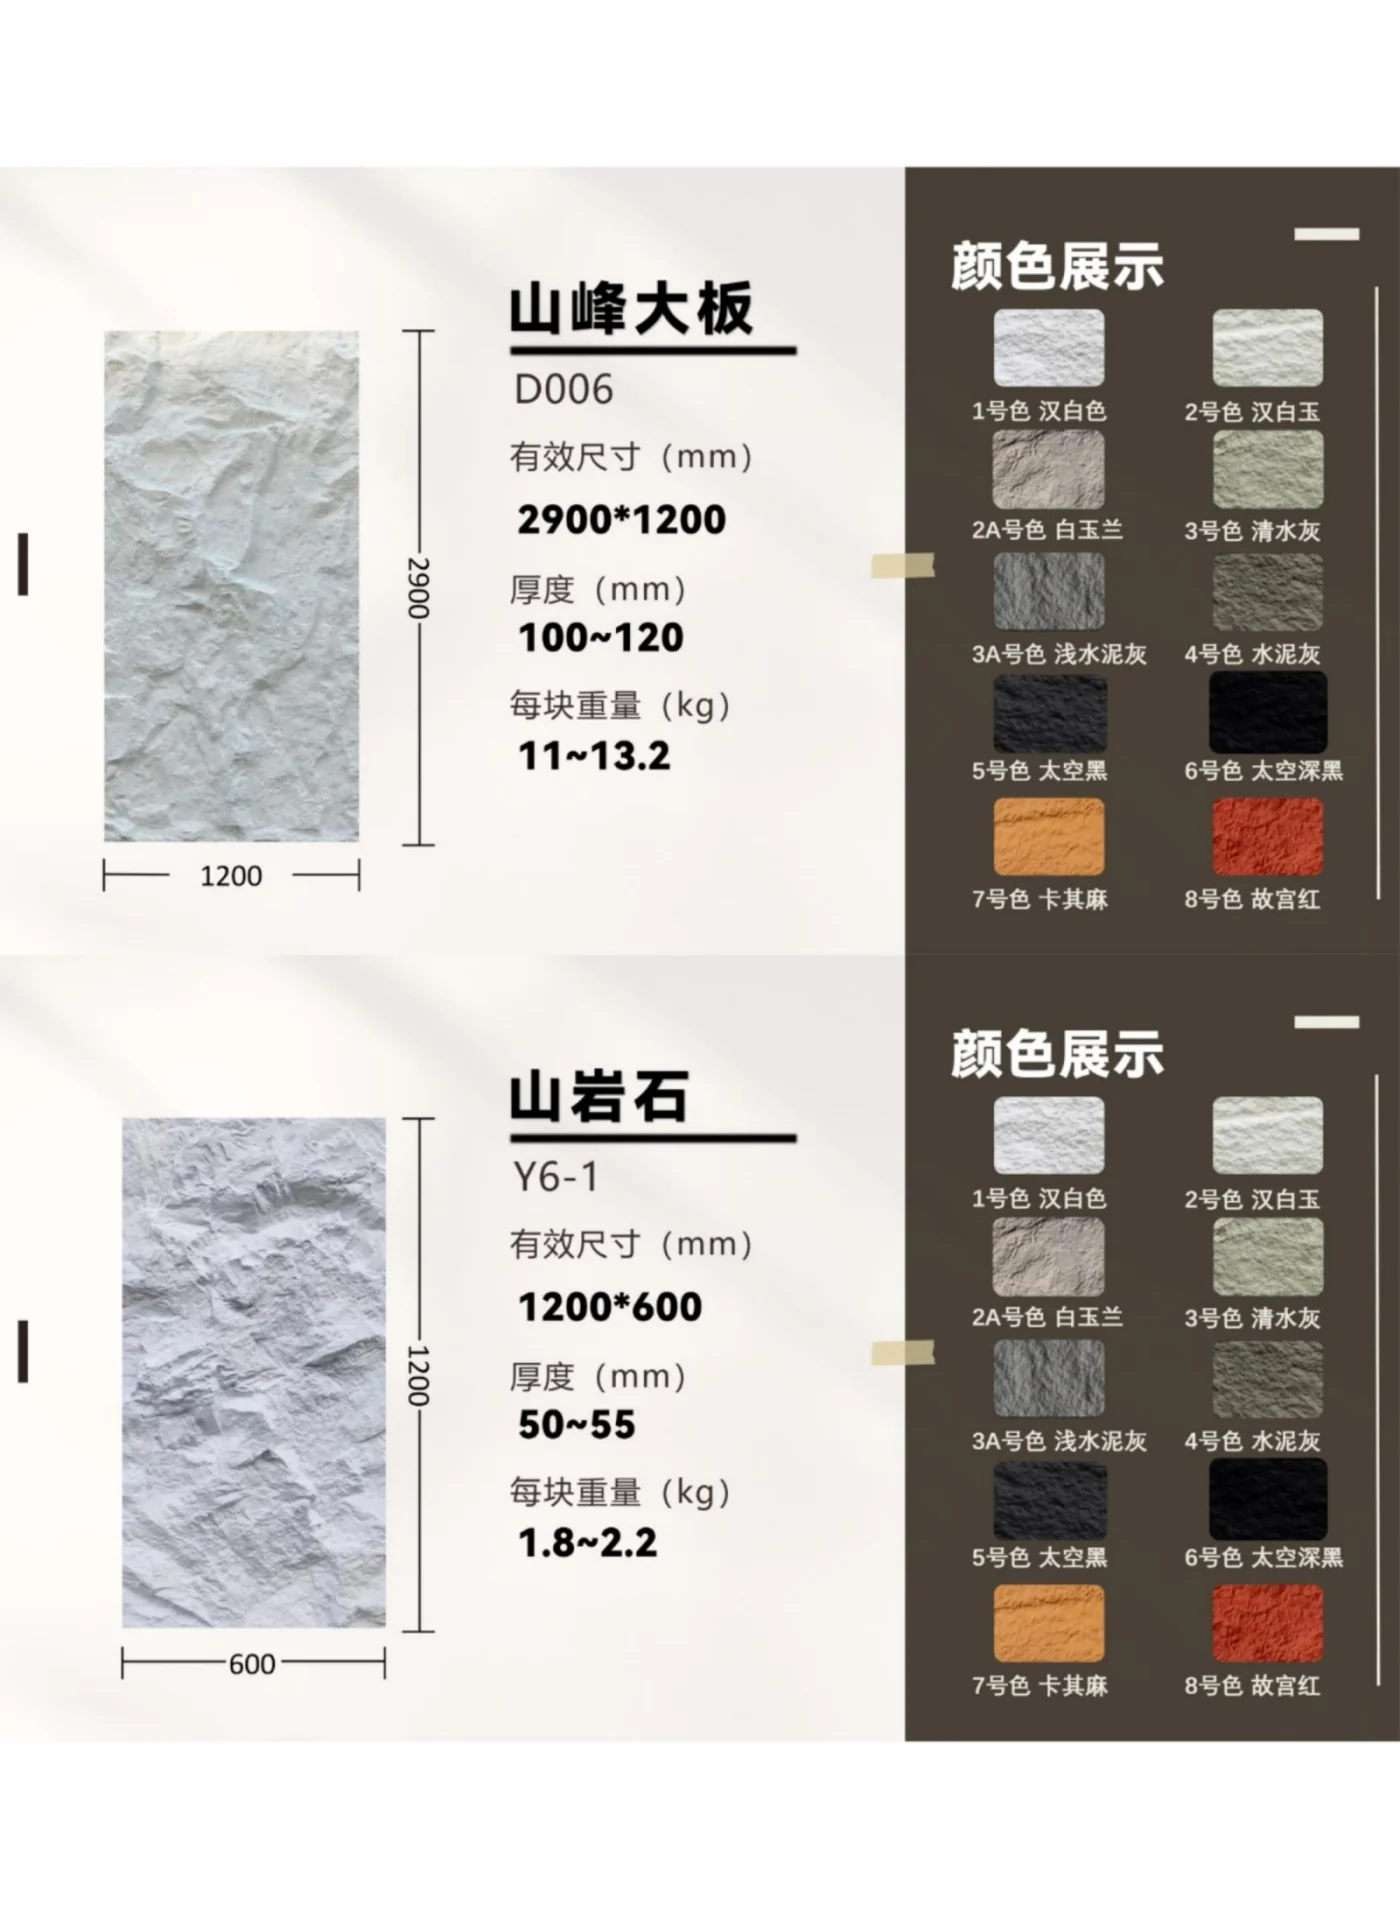 山峰大板
D006
有效尺寸（mm）
2900*1200
厚度（mm）
100~120
每块重量（kg）
11~13.2
2900
1200
颜色展示
1号色 汉白色
2号色 汉白玉
2A号色 白玉兰
3号色 清水灰
3A号色 浅水泥灰
4号色 水泥灰
5号色 太空黑
6号色 太空深黑
7号色 卡其麻
8号色 故宫红
山岩石
Y6-1
有效尺寸（mm）
1200*600
厚度（mm）
50~55
每块重量（kg）
1.8~2.2
1200
600
颜色展示
1号色 汉白色
2号色 汉白玉
2A号色 白玉兰
3号色 清水灰
3A号色 浅水泥灰
4号色 水泥灰
5号色 太空黑
6号色 太空深黑
7号色 卡其麻
8号色 故宫红